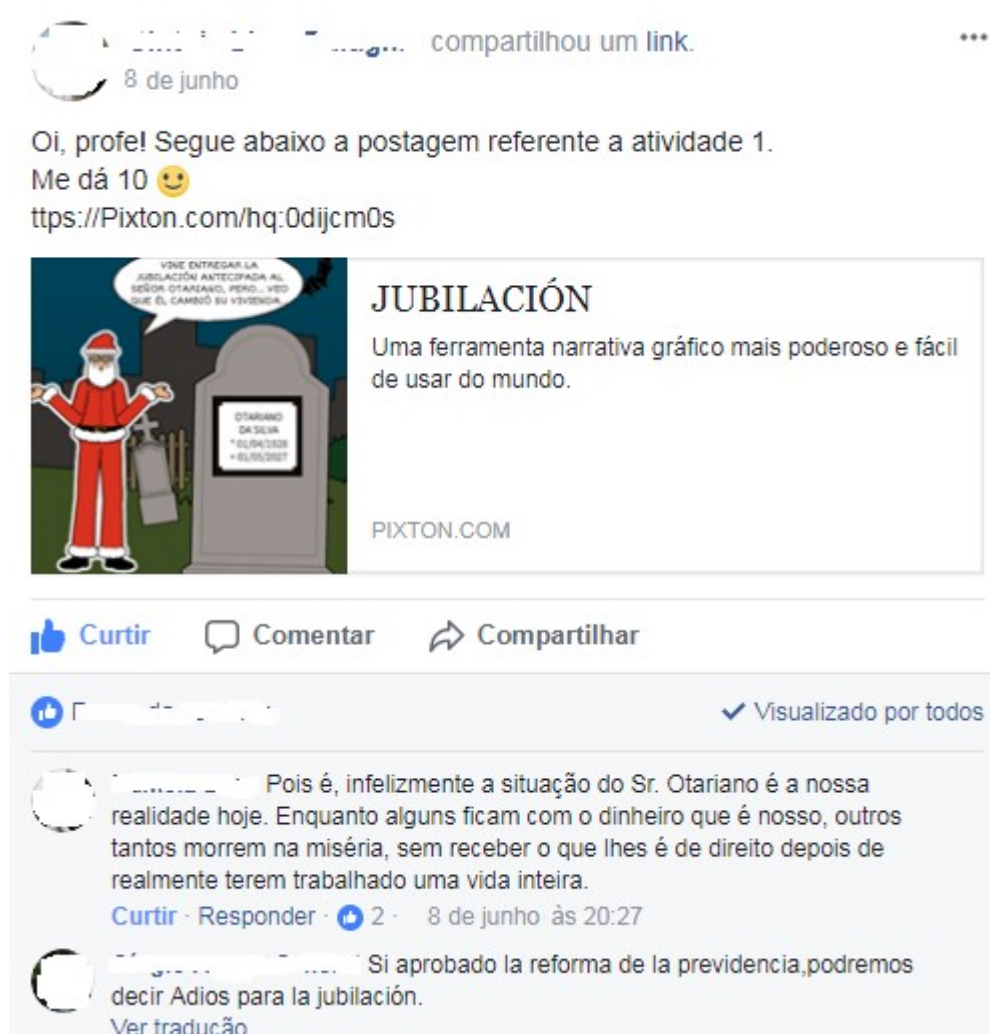 compartilhou um link.
8 de junho
Oi, profe! Segue abaixo a postagem referente a atividade 1.
Me dá 10
ttps://Pixton.com/hq:0dijcm0s
VINE ENTREGAR LA
JUBILACIÓN ANTECIPADA AL
SEÑOR OTARIANO, PERO... VEO
QUE ÉL CAMBIÓ SU VIVIENDA.
OTARIANO
DA SILVA
* 01/04/1928
+ 01/05/2027
JUBILACIÓN
Uma ferramenta narrativa gráfico mais poderoso e fácil
de usar do mundo.
PIXTON.COM
Curtir Comentar Compartilhar
Visualizado por todos
Pois é, infelizmente a situação do Sr. Otariano é a nossa
realidade hoje. Enquanto alguns ficam com o dinheiro que é nosso, outros
tantos morrem na miséria, sem receber o que lhes é de direito depois de
realmente terem trabalhado uma vida inteira.
Curtir · Responder · 2 · 8 de junho às 20:27
Si aprobado la reforma de la previdencia,podremos
decir Adios para la jubilación.
Ver tradução